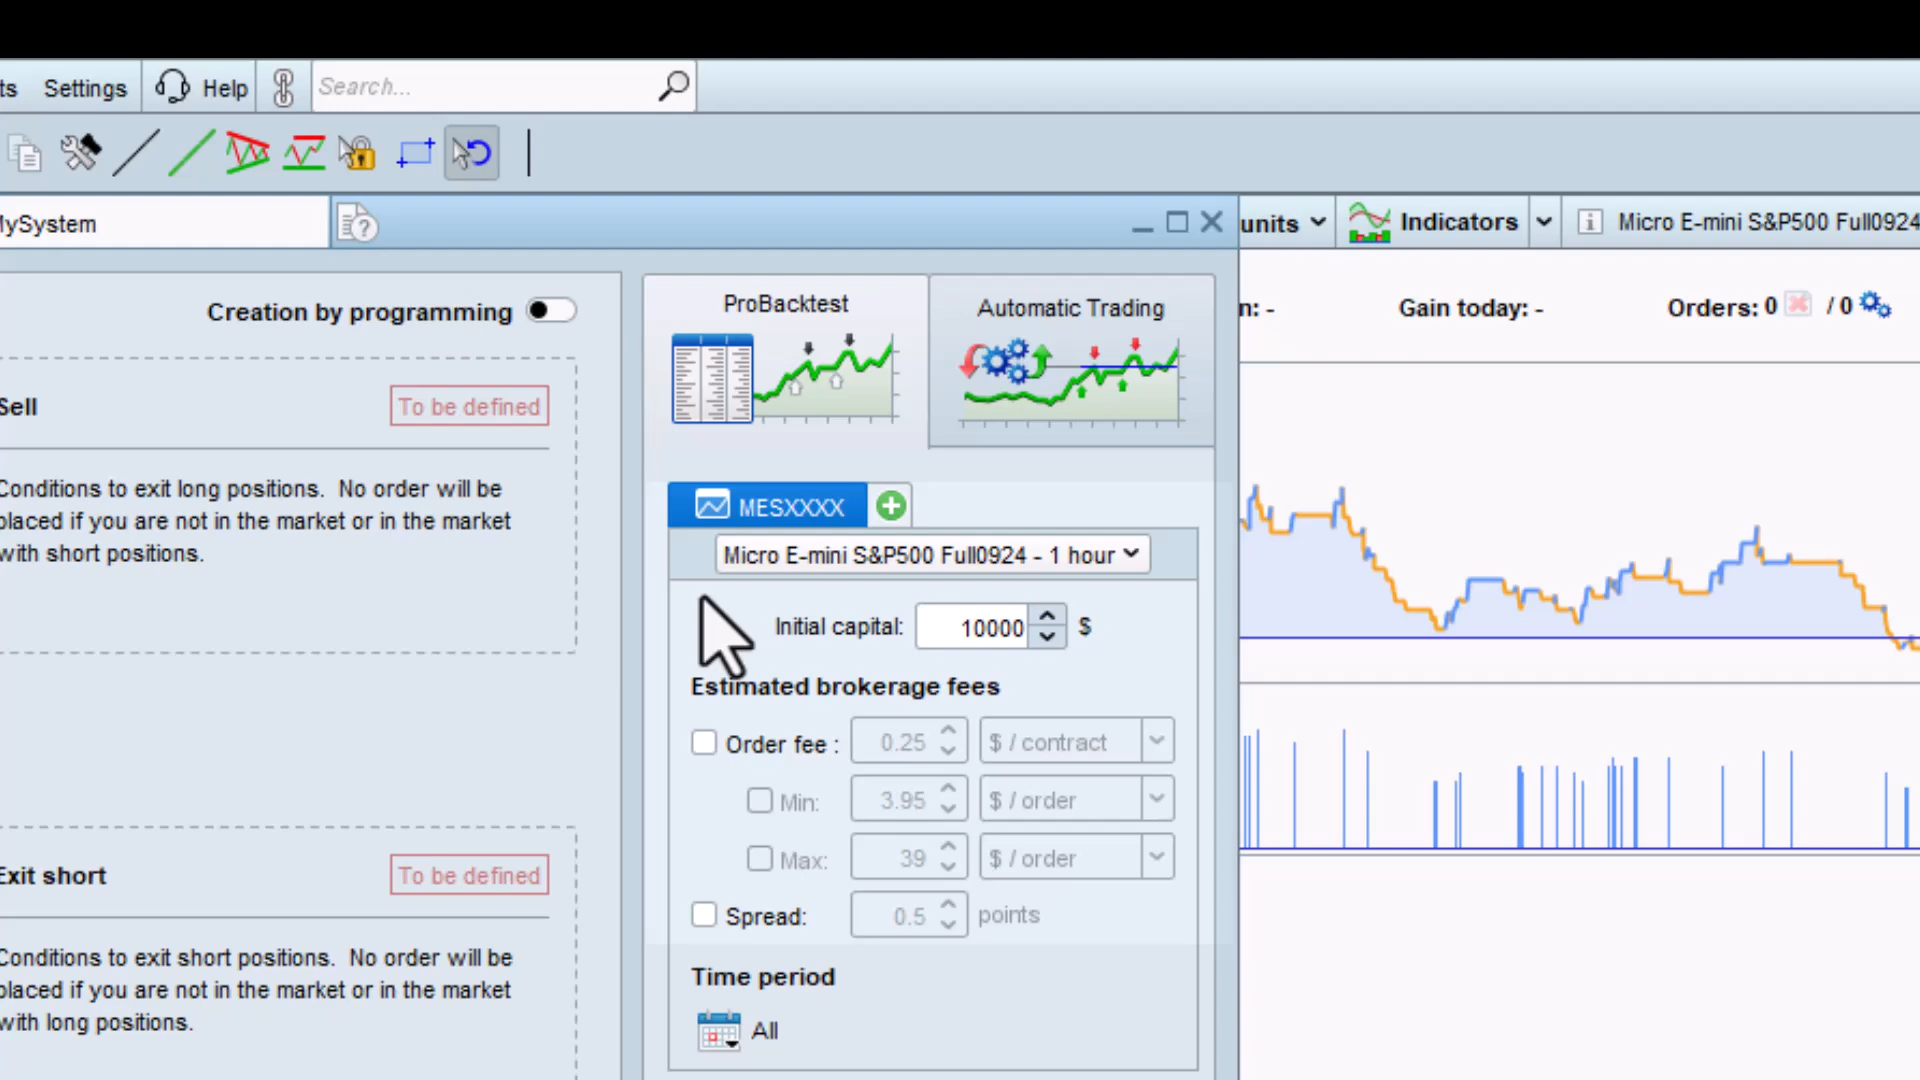 ts Settings Help Search...
MySystem
units Indicators Micro E-mini S&P500 Full0924
Creation by programming
ProBacktest
Automatic Trading
n: - Gain today: - Orders: 0 / 0
Sell To be defined
Conditions to exit long positions. No order will be
placed if you are not in the market or in the market
with short positions.
MESXXXX
Micro E-mini S&P500 Full0924 - 1 hour
Initial capital: 10000 $
Estimated brokerage fees
Order fee : 0.25 $ / contract
Min: 3.95 $ / order
Max: 39 $ / order
Spread: 0.5 points
Exit short To be defined
Conditions to exit short positions. No order will be
placed if you are not in the market or in the market
with long positions.
Time period
All